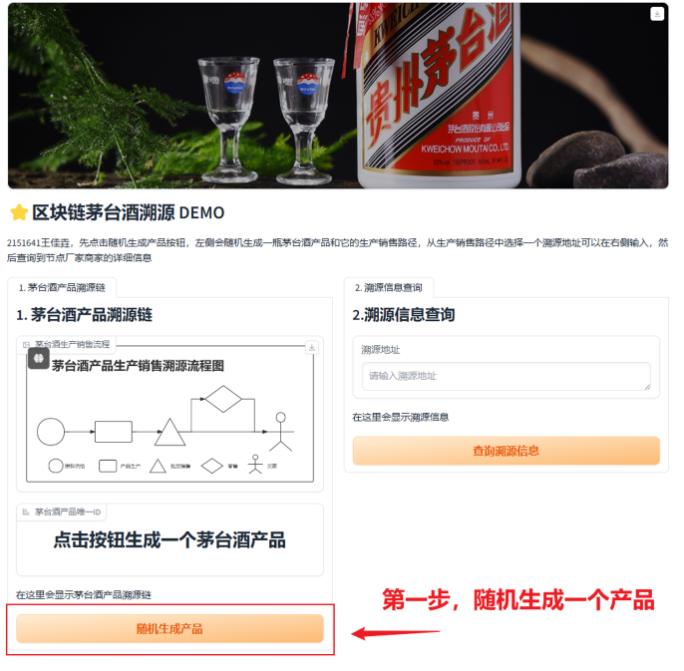 KWEICHOW
贵州茅台酒
贵 州
KWEICHOW MOUTAI CO., LTD.
PRODUCE OF
区块链茅台酒溯源 DEMO
2151641王佳垚，先点击随机生成产品按钮，左侧会随机生成一瓶茅台酒产品和它的生产销售路径，从生产销售路径中选择一个溯源地址可以在右侧输入，然
后查询到节点厂家商家的详细信息
1. 茅台酒产品溯源链
1. 茅台酒产品溯源链
茅台酒生产销售流程
茅台酒产品生产销售溯源流程图
产品生产
批发销售
零售
茅台酒产品唯一ID
点击按钮生成一个茅台酒产品
在这里会显示茅台酒产品溯源链
随机生成产品
2. 溯源信息查询
2.溯源信息查询
溯源地址
请输入溯源地址
在这里会显示溯源信息
查询溯源信息
第一步，随机生成一个产品